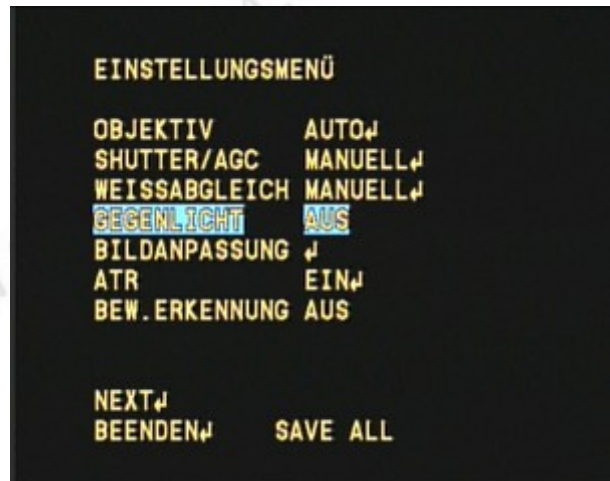 EINSTELLUNGSMENÜ
OBJEKTIV AUTO↵
SHUTTER/AGC MANUELL↵
WEISSABGLEICH MANUELL↵
GEGENLICHT AUS
BILDANPASSUNG ↵
ATR EIN↵
BEW.ERKENNUNG AUS
NEXT↵
BEENDEN↵ SAVE ALL